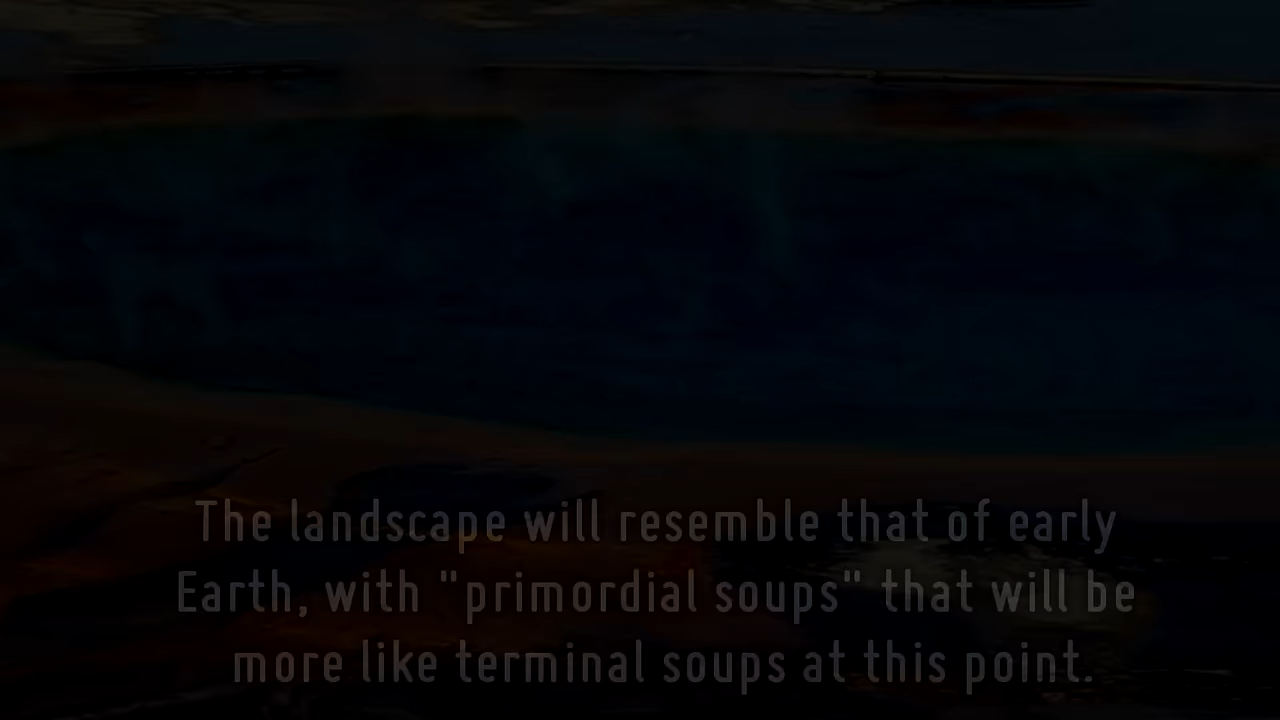 The landscape will resemble that of early
Earth, with "primordial soups" that will be
more like terminal soups at this point.